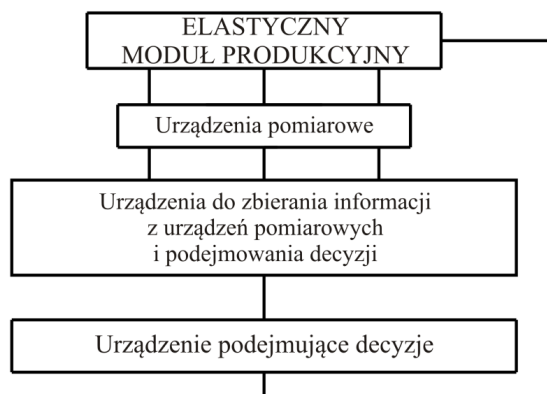 ELASTYCZNY
MODUŁ PRODUKCYJNY
Urządzenia pomiarowe
Urządzenia do zbierania informacji
z urządzeń pomiarowych
i podejmowania decyzji
Urządzenie podejmujące decyzje